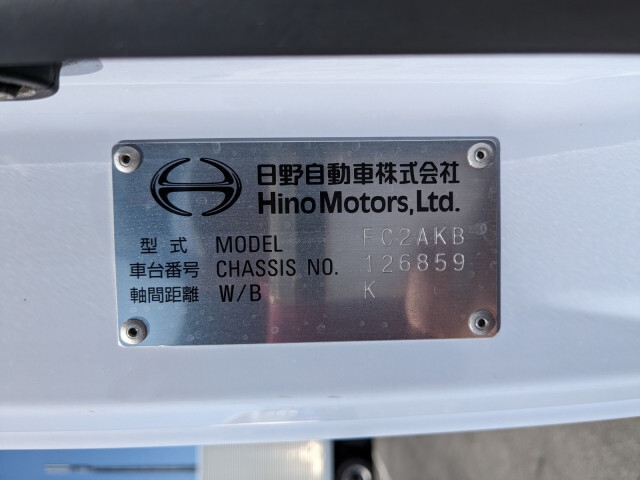 日野自動車株式会社
Hino Motors, Ltd.
型式 MODEL FC2AKB
車台番号 CHASSIS NO. 126859
軸間距離 W/B K